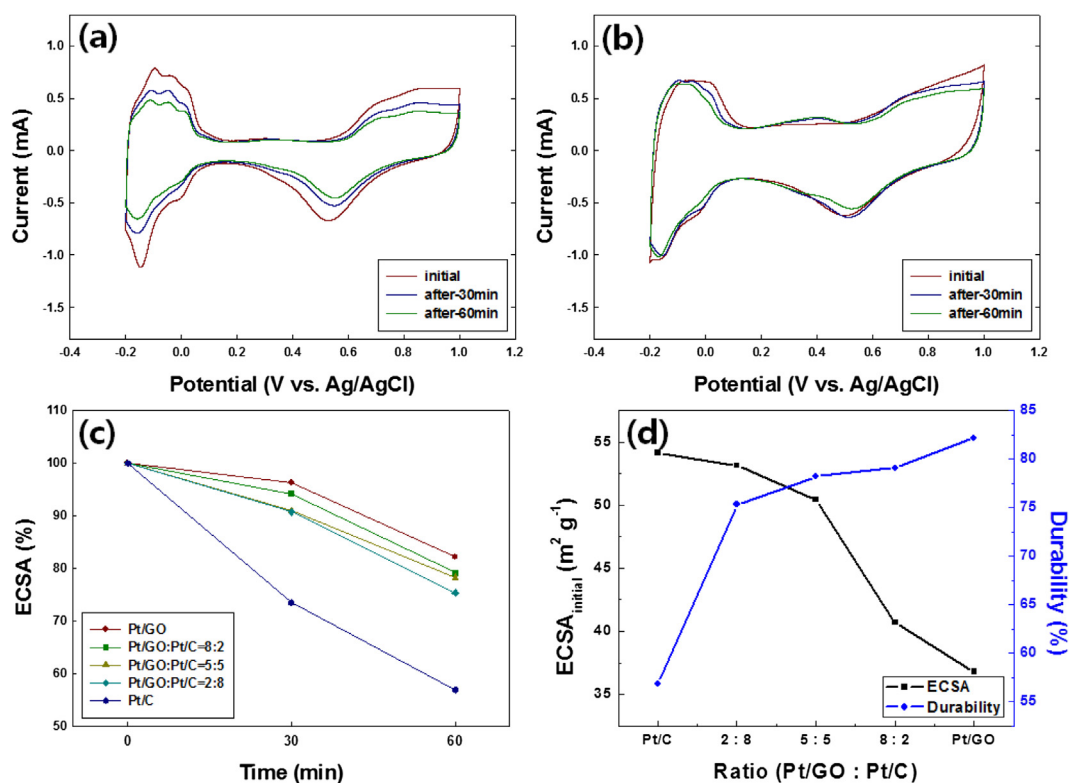 (a)
1.0
0.5
0.0
-0.5
-1.0
-1.5
Current (mA)
initial
after-30min
after-60min
-0.4 -0.2 0.0 0.2 0.4 0.6 0.8 1.0 1.2
Potential (V vs. Ag/AgCl)
(b)
1.0
0.5
0.0
-0.5
-1.0
-1.5
Current (mA)
initial
after-30min
after-60min
-0.4 -0.2 0.0 0.2 0.4 0.6 0.8 1.0 1.2
Potential (V vs. Ag/AgCl)
(c)
110
100
90
80
70
60
50
ECSA (%)
Pt/GO
Pt/GO:Pt/C=8:2
Pt/GO:Pt/C=5:5
Pt/GO:Pt/C=2:8
Pt/C
0 30 60
Time (min)
(d)
55
50
45
40
35
ECSAinitial (m2 g-1)
85
80
75
70
65
60
55
Durability (%)
ECSA
Durability
Pt/C 2 : 8 5 : 5 8 : 2 Pt/GO
Ratio (Pt/GO : Pt/C)